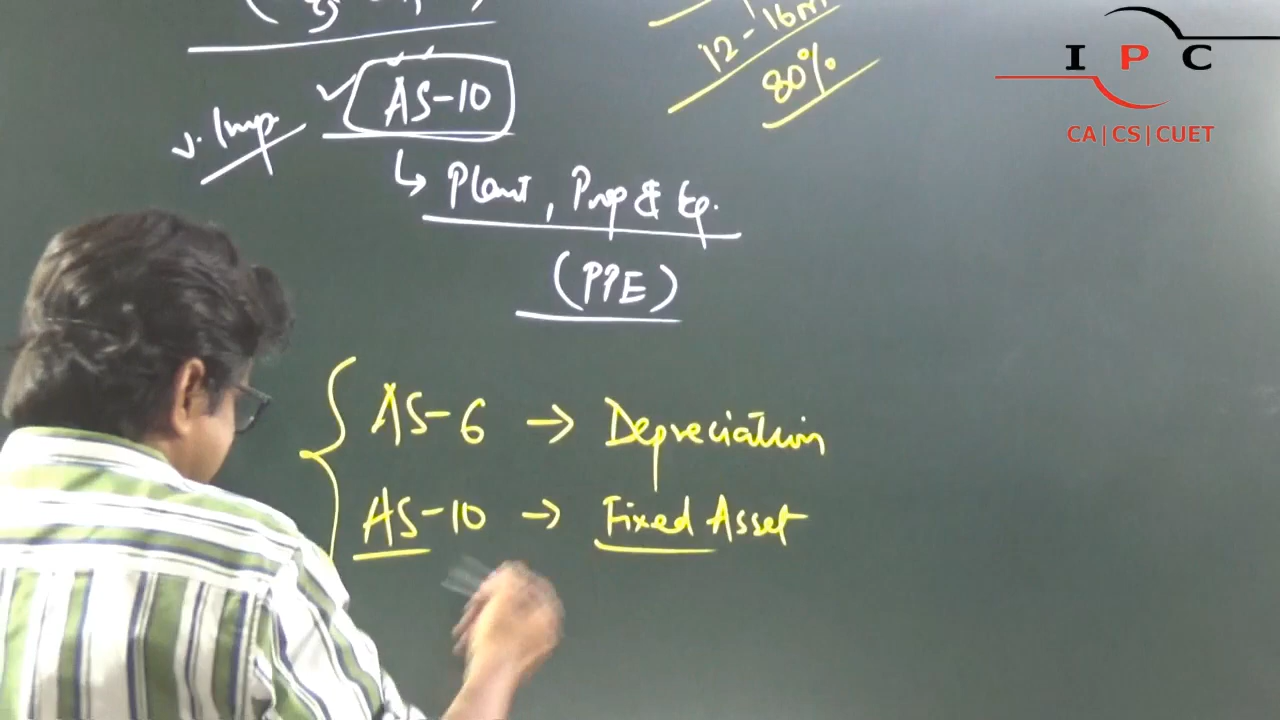 12-16m
80%
I P C
CA|CS|CUET
AS-10
v. Imp.
↳ Plant, Prop & Eq.
(PPE)
AS-6 → Depreciation
AS-10 → Fixed Asset